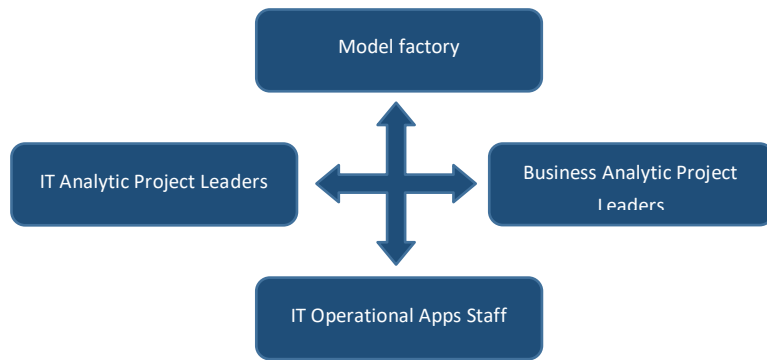 Model factory
IT Analytic Project Leaders
Business Analytic Project
Leaders
IT Operational Apps Staff